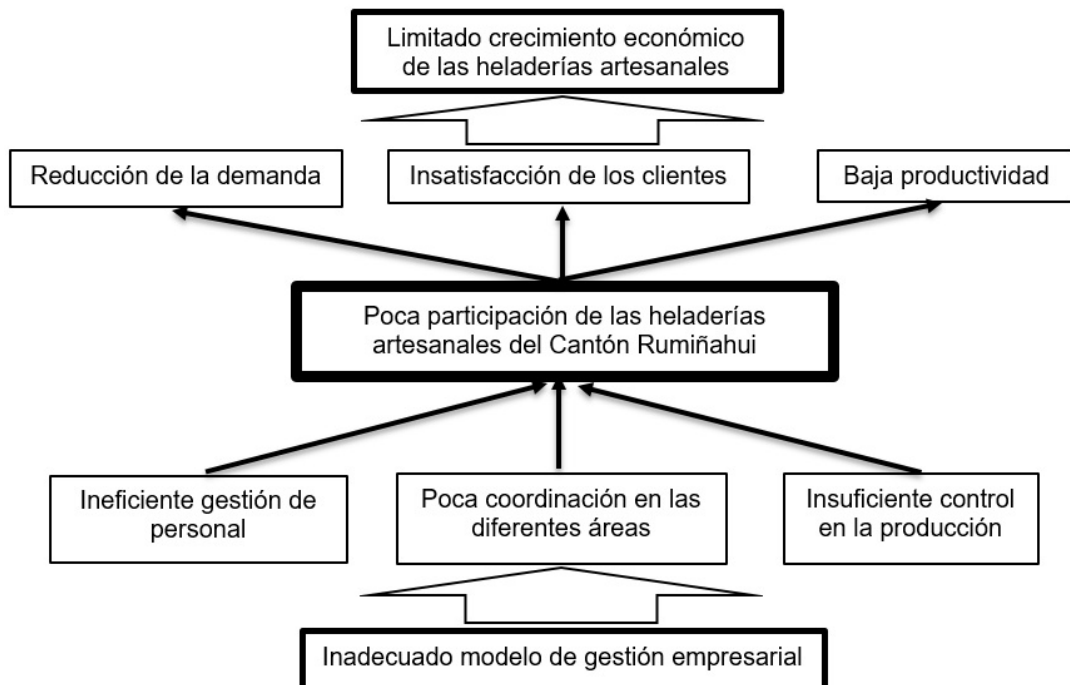 Limitado crecimiento económico
de las heladerías artesanales
Reducción de la demanda
Insatisfacción de los clientes
Baja productividad
Poca participación de las heladerías
artesanales del Cantón Rumiñahui
Ineficiente gestión de
personal
Poca coordinación en las
diferentes áreas
Insuficiente control
en la producción
Inadecuado modelo de gestión empresarial